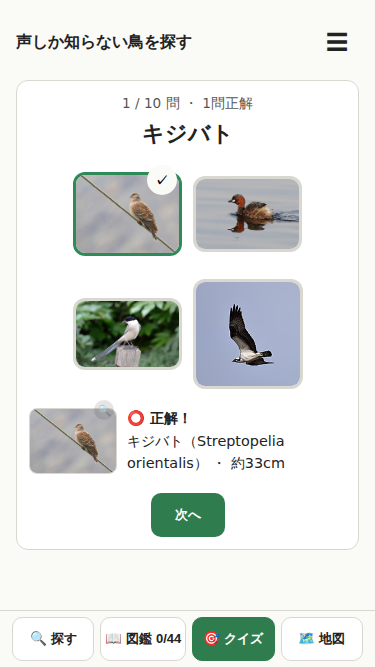 声しか知らない鳥を探す
☰
1 / 10 問 ・ 1問正解
キジバト
✓
⭕ 正解！
キジバト（Streptopelia
orientalis） ・ 約33cm
次へ
🔍 探す
📖 図鑑 0/44
🎯 クイズ
🗺️ 地図